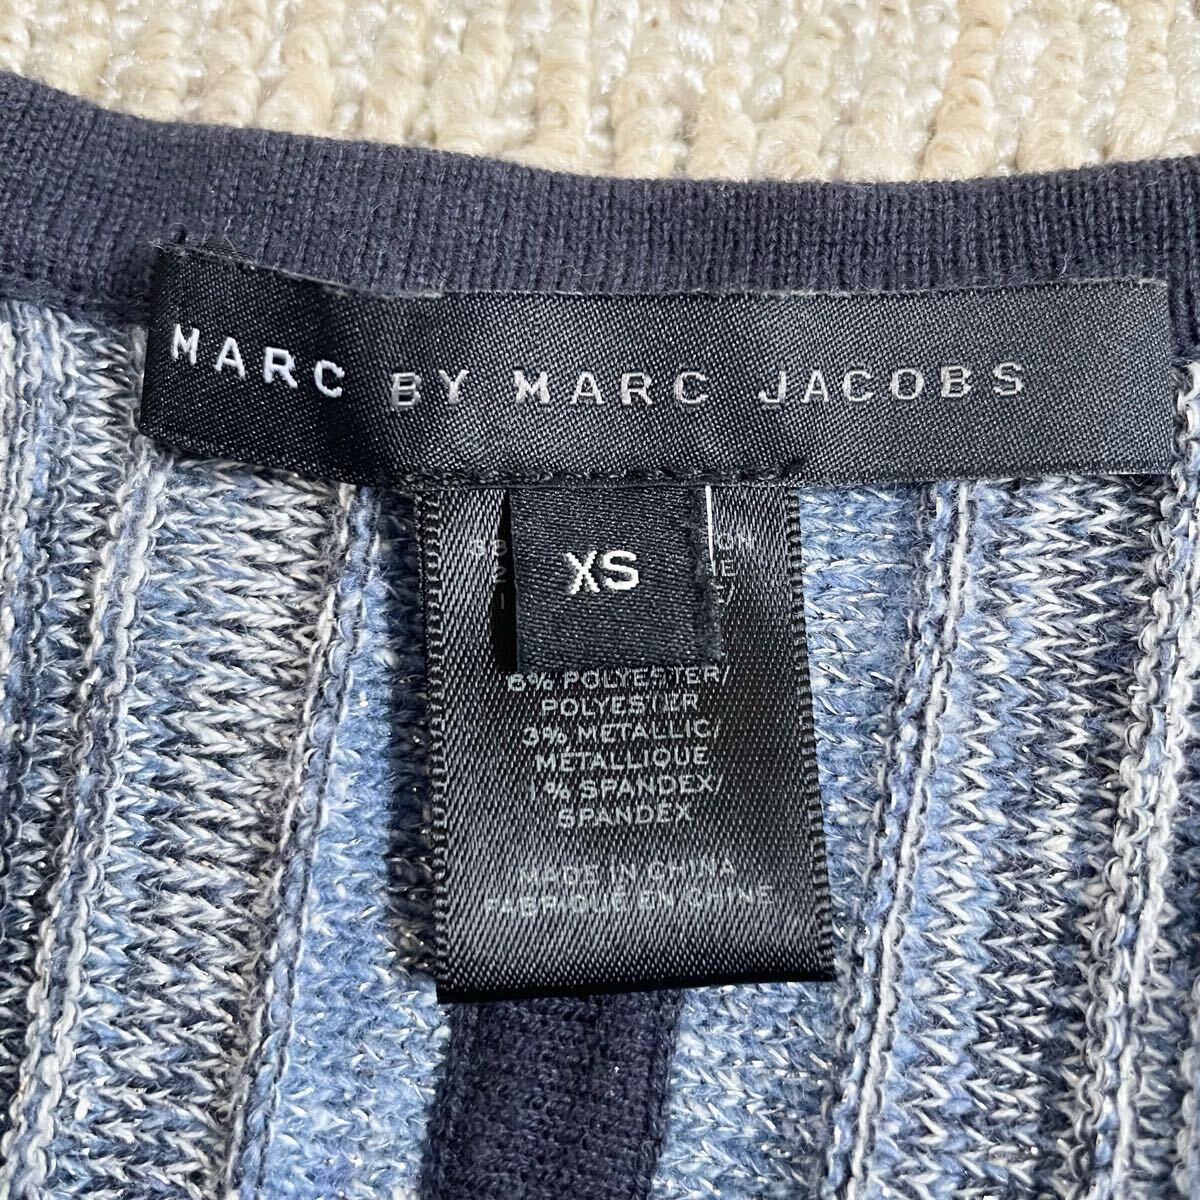 MARC BY MARC JACOBS
XS
6% POLYESTER/
POLYESTER
3% METALLIC/
METALLIQUE
1% SPANDEX/
SPANDEX
MADE IN CHINA
FABRIQUE EN CHINE